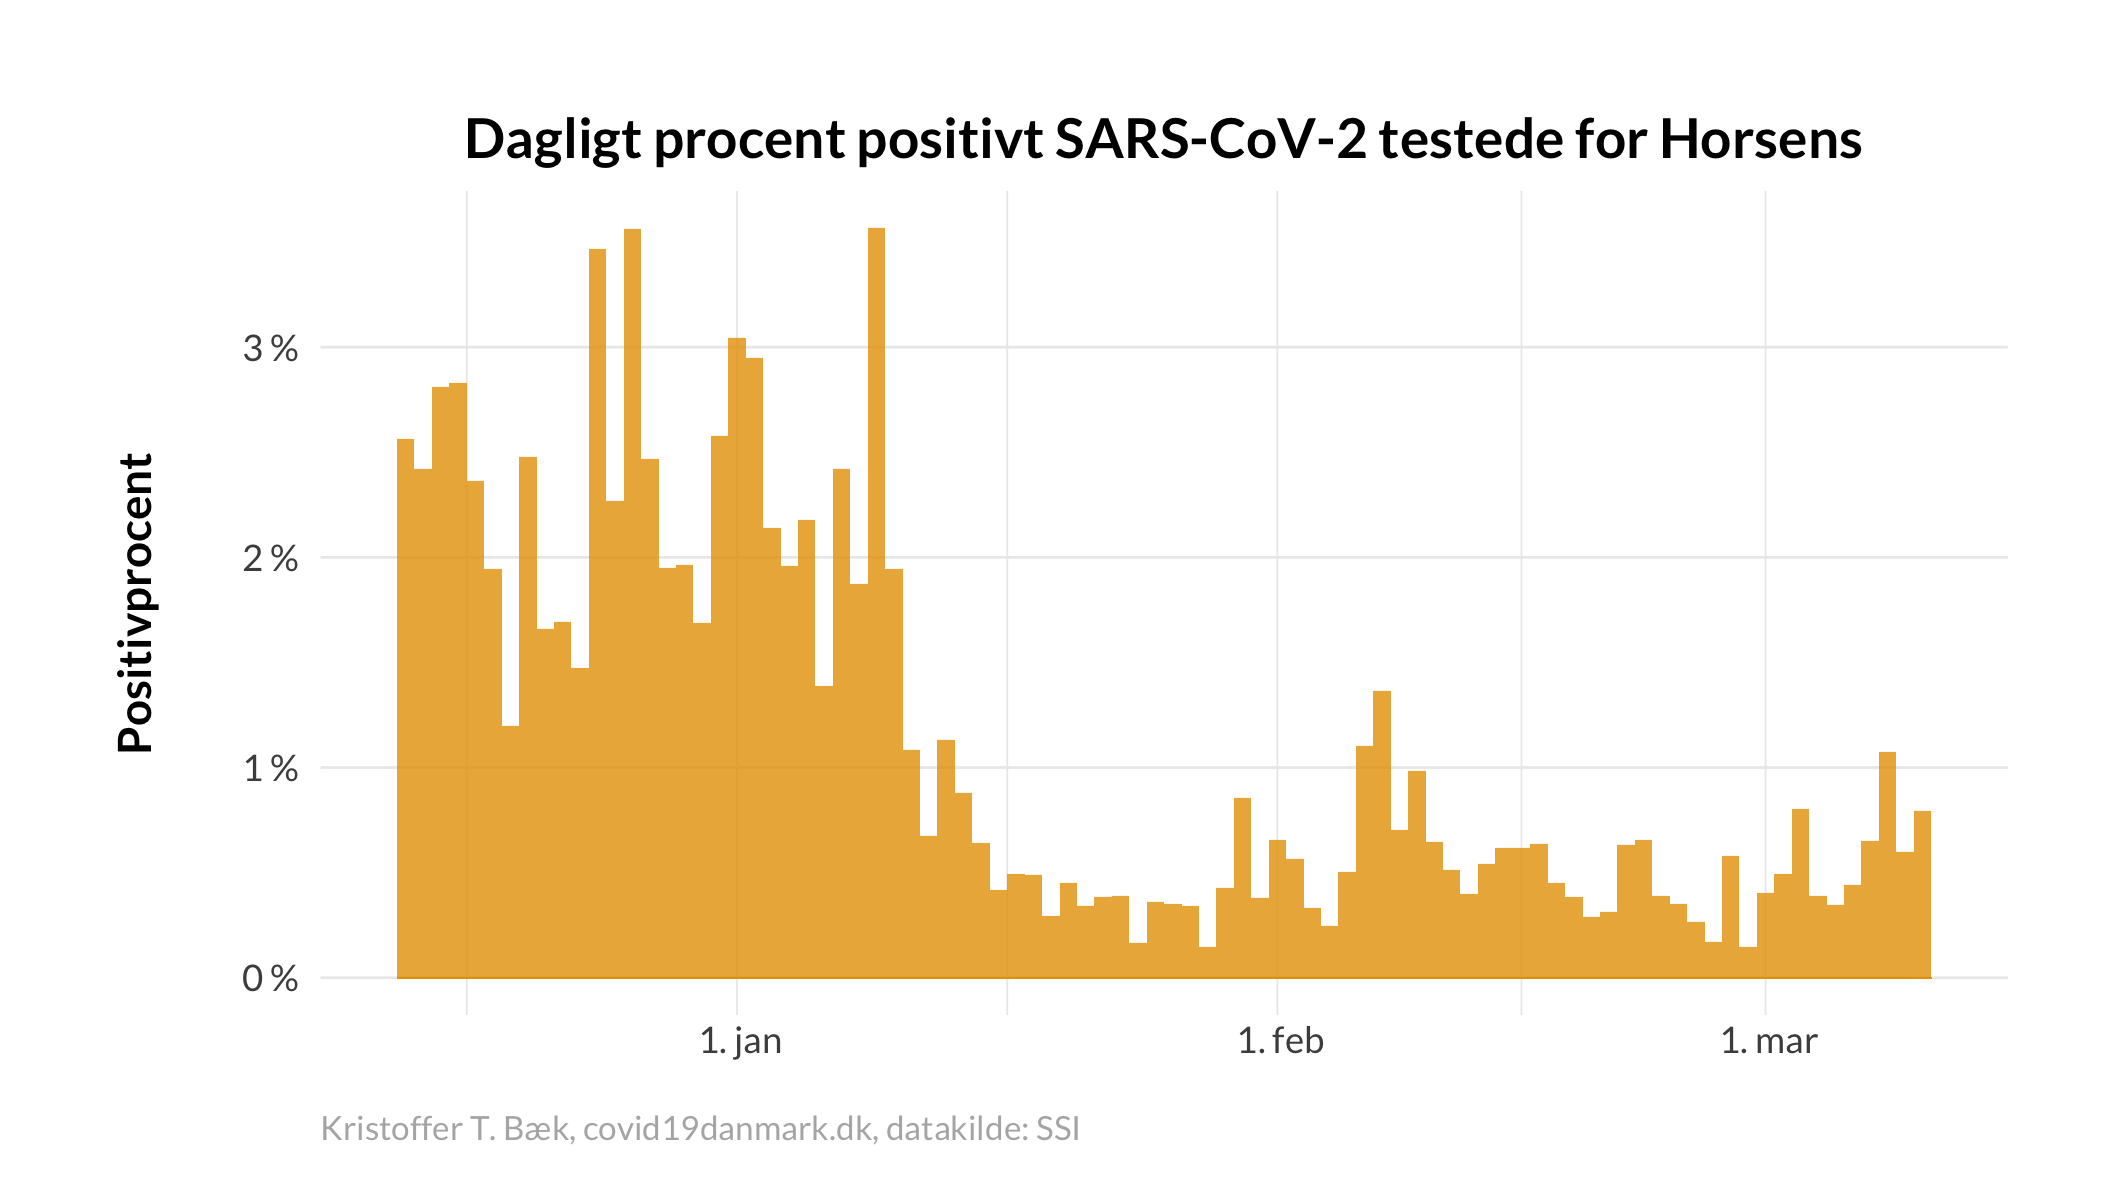 Dagligt procent positivt SARS-CoV-2 testede for Horsens
Positivprocent
3 %
2 %
1 %
0 %
1. jan
1. feb
1. mar
Kristoffer T. Bæk, covid19danmark.dk, datakilde: SSI